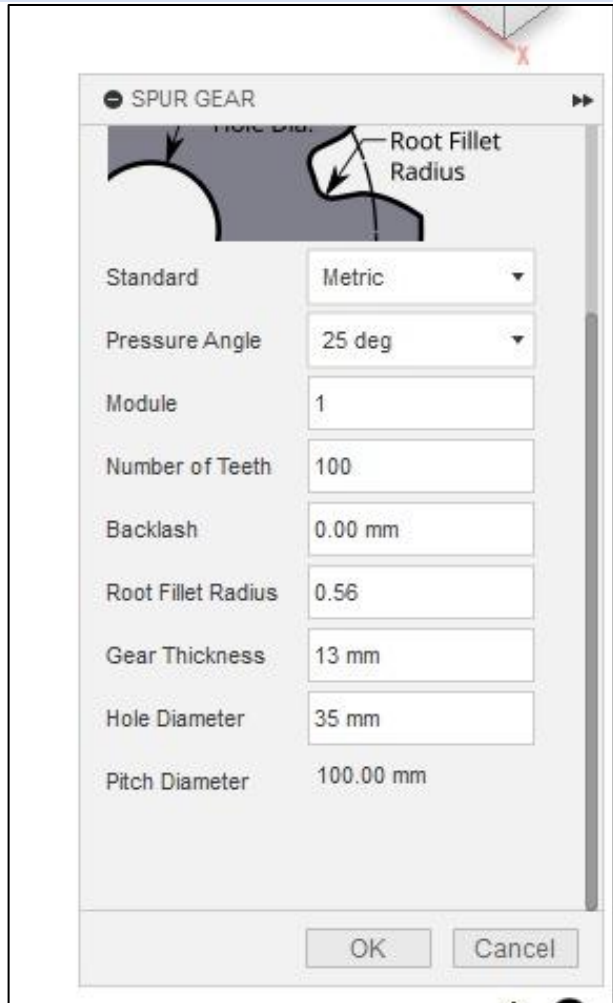 X
SPUR GEAR
Hole Dia.
Root Fillet
Radius
Standard Metric
Pressure Angle 25 deg
Module 1
Number of Teeth 100
Backlash 0.00 mm
Root Fillet Radius 0.56
Gear Thickness 13 mm
Hole Diameter 35 mm
Pitch Diameter 100.00 mm
OK Cancel